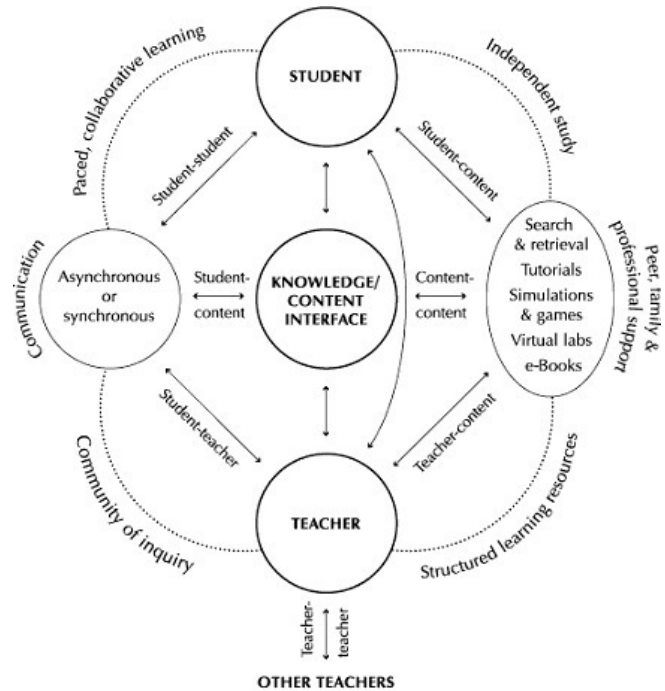 Paced, collaborative learning
STUDENT
Independent study
Student-student
Student-content
Communication
Asynchronous
or
synchronous
Student-
content
KNOWLEDGE/
CONTENT
INTERFACE
Content-
content
Search
& retrieval
Tutorials
Simulations
& games
Virtual labs
e-Books
Peer, family &
professional support
Student-teacher
Teacher-content
Community of inquiry
TEACHER
Structured learning resources
Teacher-
teacher
OTHER TEACHERS